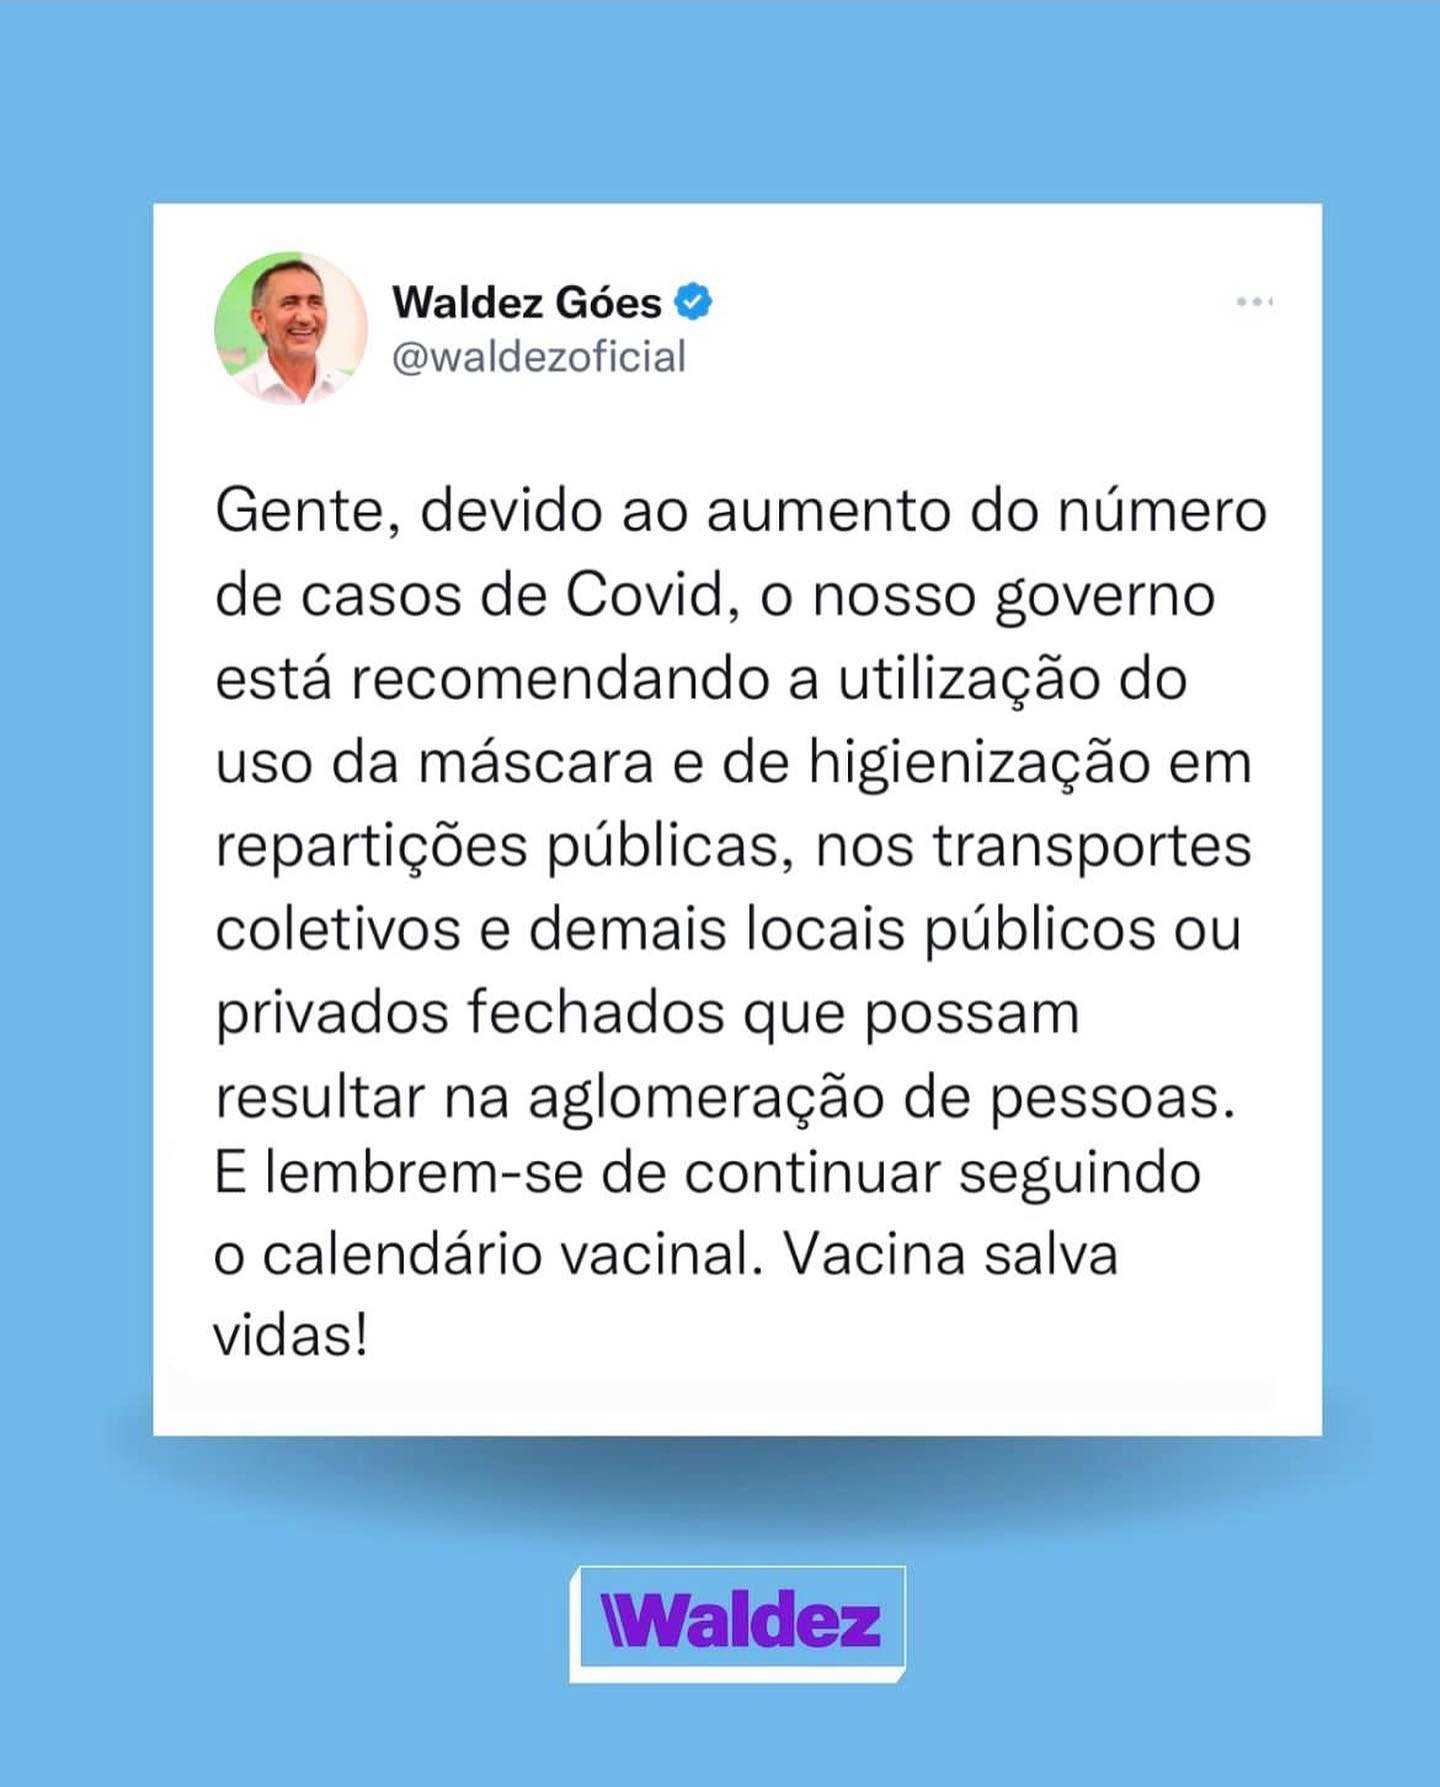 Waldez Góes
@waldezoficial
Gente, devido ao aumento do número
de casos de Covid, o nosso governo
está recomendando a utilização do
uso da máscara e de higienização em
repartições públicas, nos transportes
coletivos e demais locais públicos ou
privados fechados que possam
resultar na aglomeração de pessoas.
E lembrem-se de continuar seguindo
o calendário vacinal. Vacina salva
vidas!
Waldez